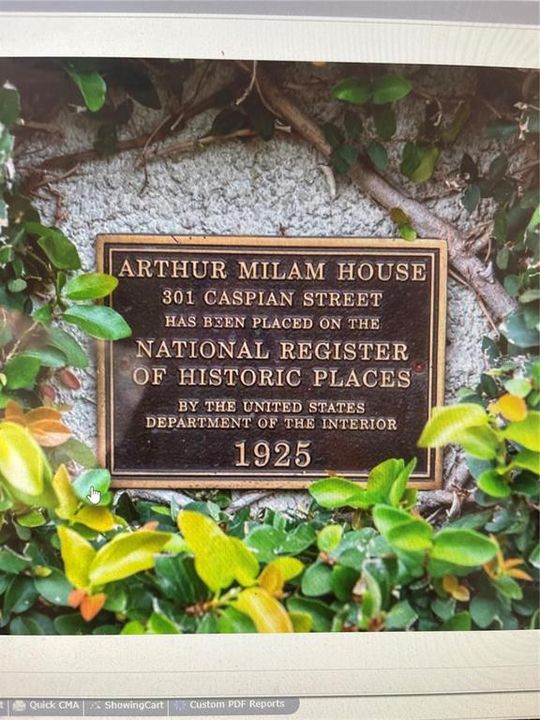 ARTHUR MILAM HOUSE
301 CASPIAN STREET
HAS BEEN PLACED ON THE
NATIONAL REGISTER
OF HISTORIC PLACES
BY THE UNITED STATES
DEPARTMENT OF THE INTERIOR
1925
Quick CMA ShowingCart Custom PDF Reports